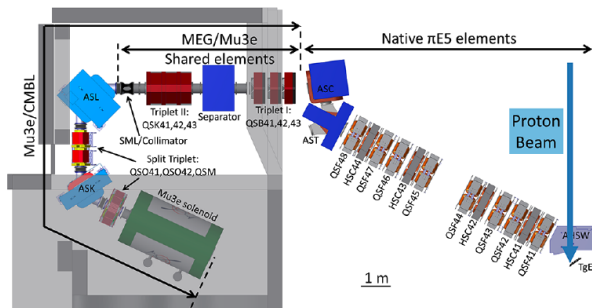 MEG/Mu3e
Shared elements
Native πE5 elements
Mu3e/CMBL
ASL
Triplet II:
QSK41,42,43
Separator
Triplet I:
QSB41,42,43
SML/Collimator
Split Triplet:
QSO41,QSO42,QSM
ASK
Mu3e solenoid
ASC
AST
QSF48
HSC44
QSF47
QSF46
HSC43
QSF45
QSF44
HSC42
QSF43
QSF42
HSC41
QSF41
Proton
Beam
TgE
1 m